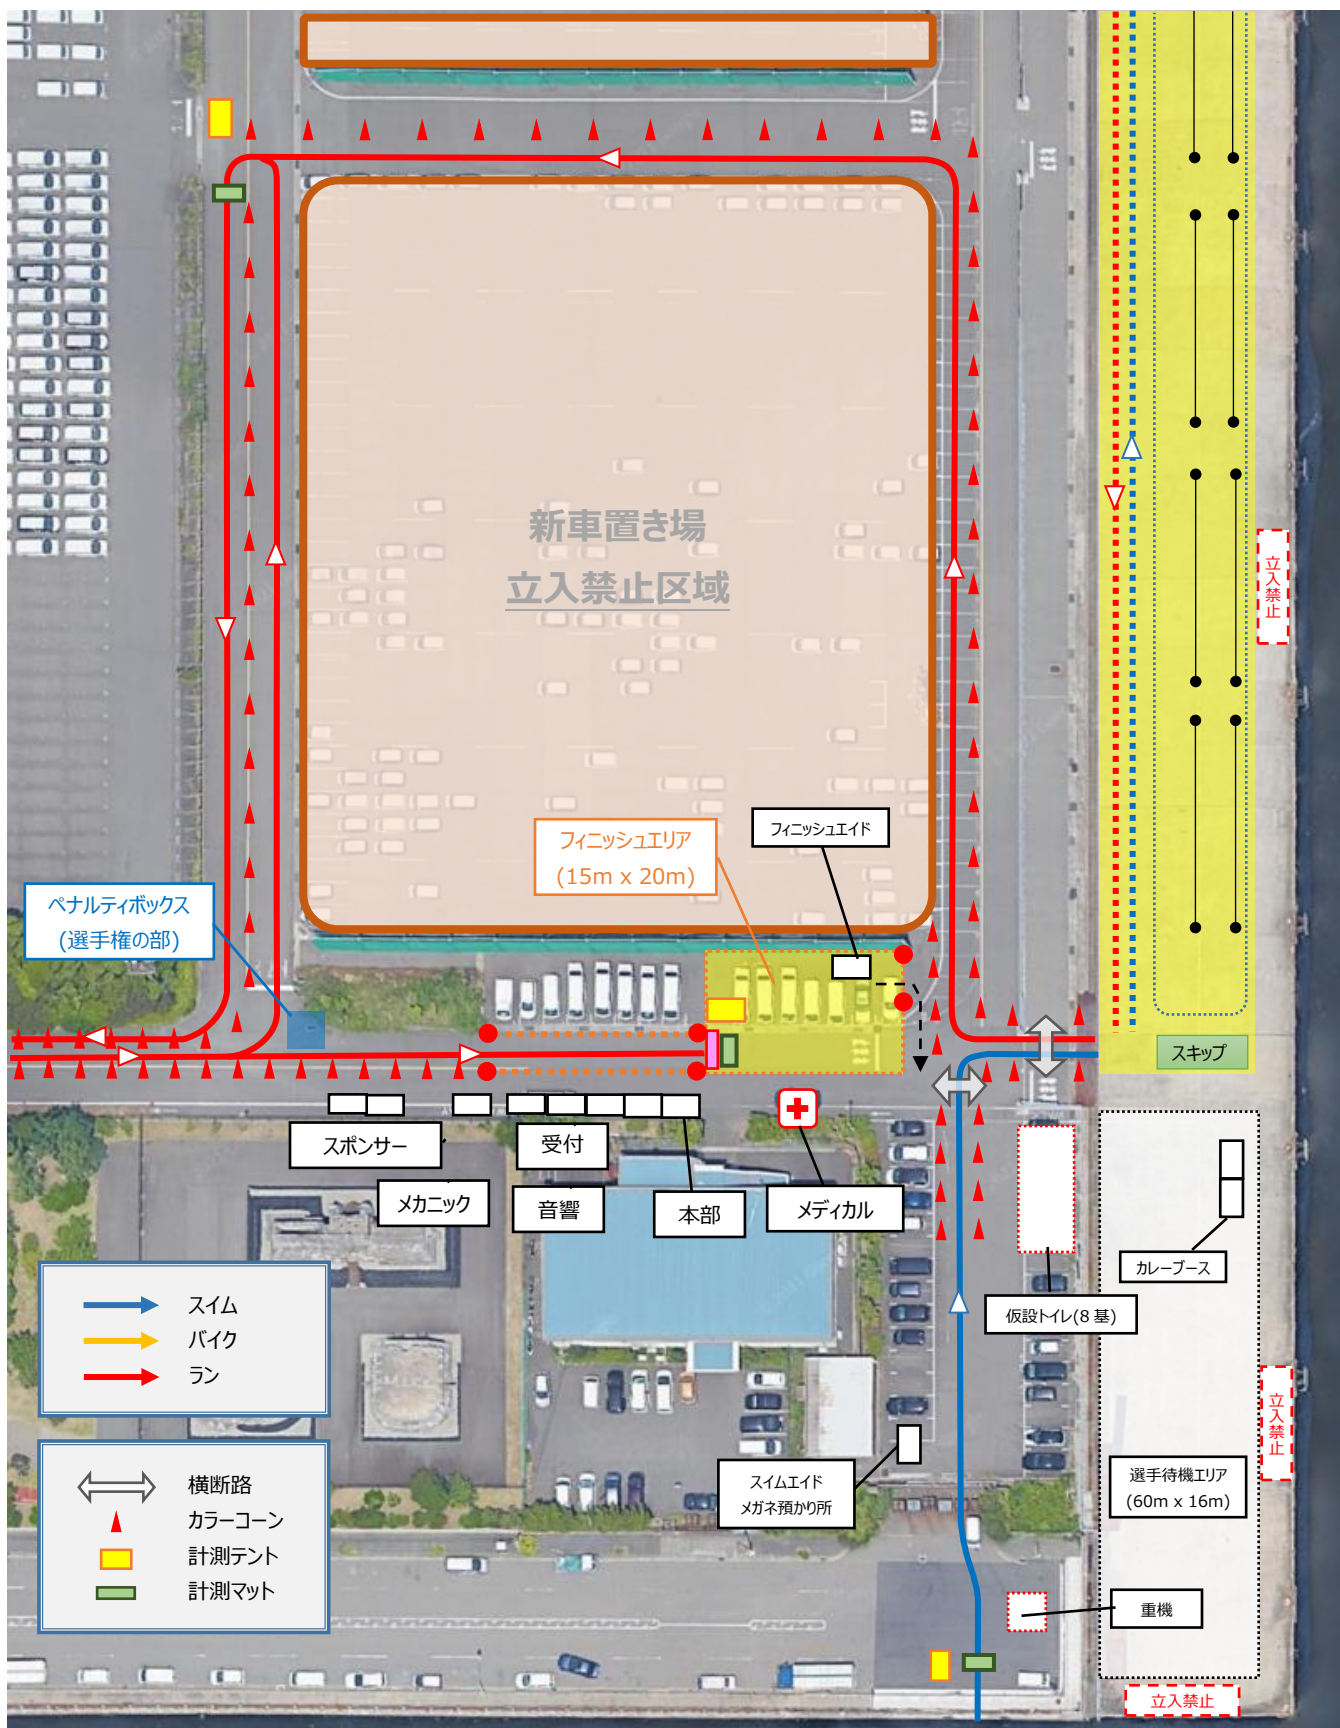 新車置き場
立入禁止区域
立入禁止
フィニッシュエイド
フィニッシュエリア
(15m x 20m)
ペナルティボックス
(選手権の部)
スキップ
スポンサー
受付
メカニック
音響
本部
メディカル
カレーブース
仮設トイレ(8 基)
スイム
バイク
ラン
立入禁止
横断路
カラーコーン
計測テント
計測マット
スイムエイド
メガネ預かり所
選手待機エリア
(60m x 16m)
重機
立入禁止